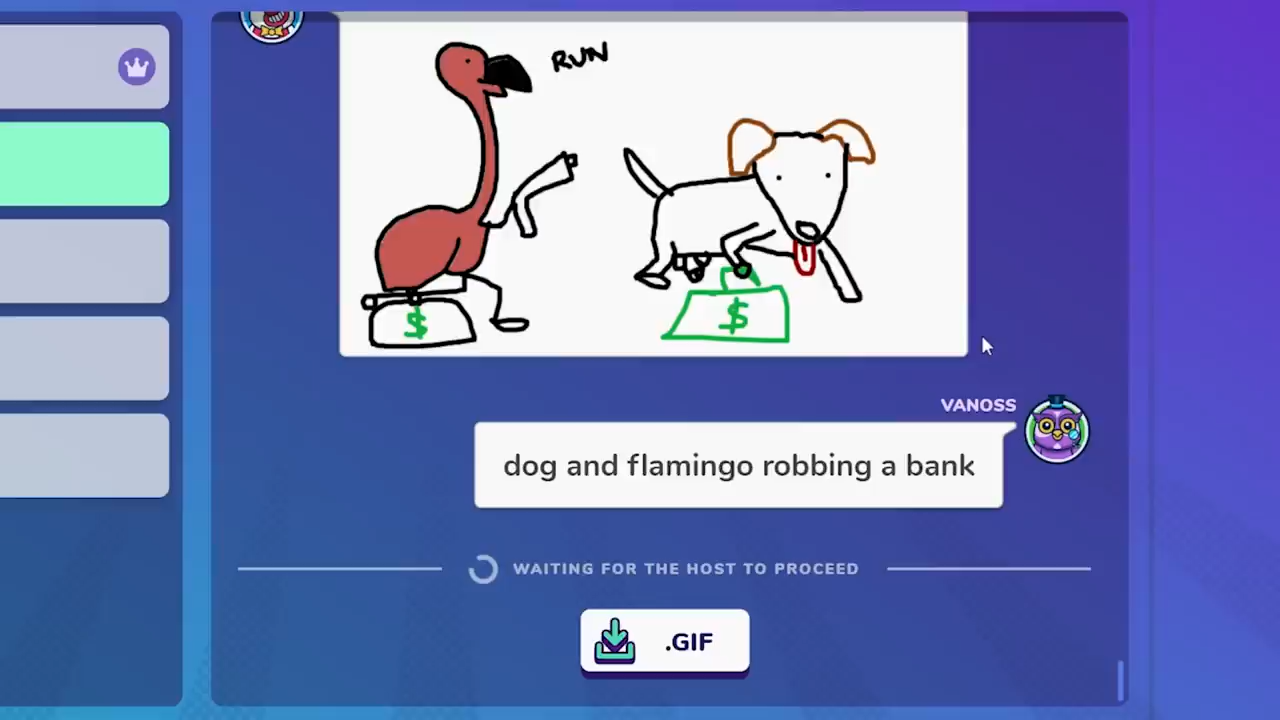 RUN
$
$
VANOSS
dog and flamingo robbing a bank
WAITING FOR THE HOST TO PROCEED
.GIF